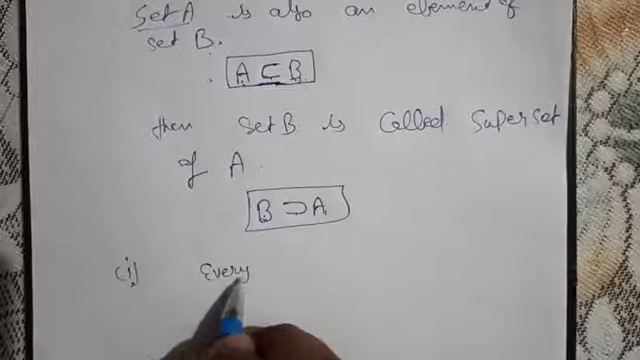 Set A is also an element of
set B.
A ⊂ B
then set B is Called Superset
of A.
B ⊃ A
(i) Every